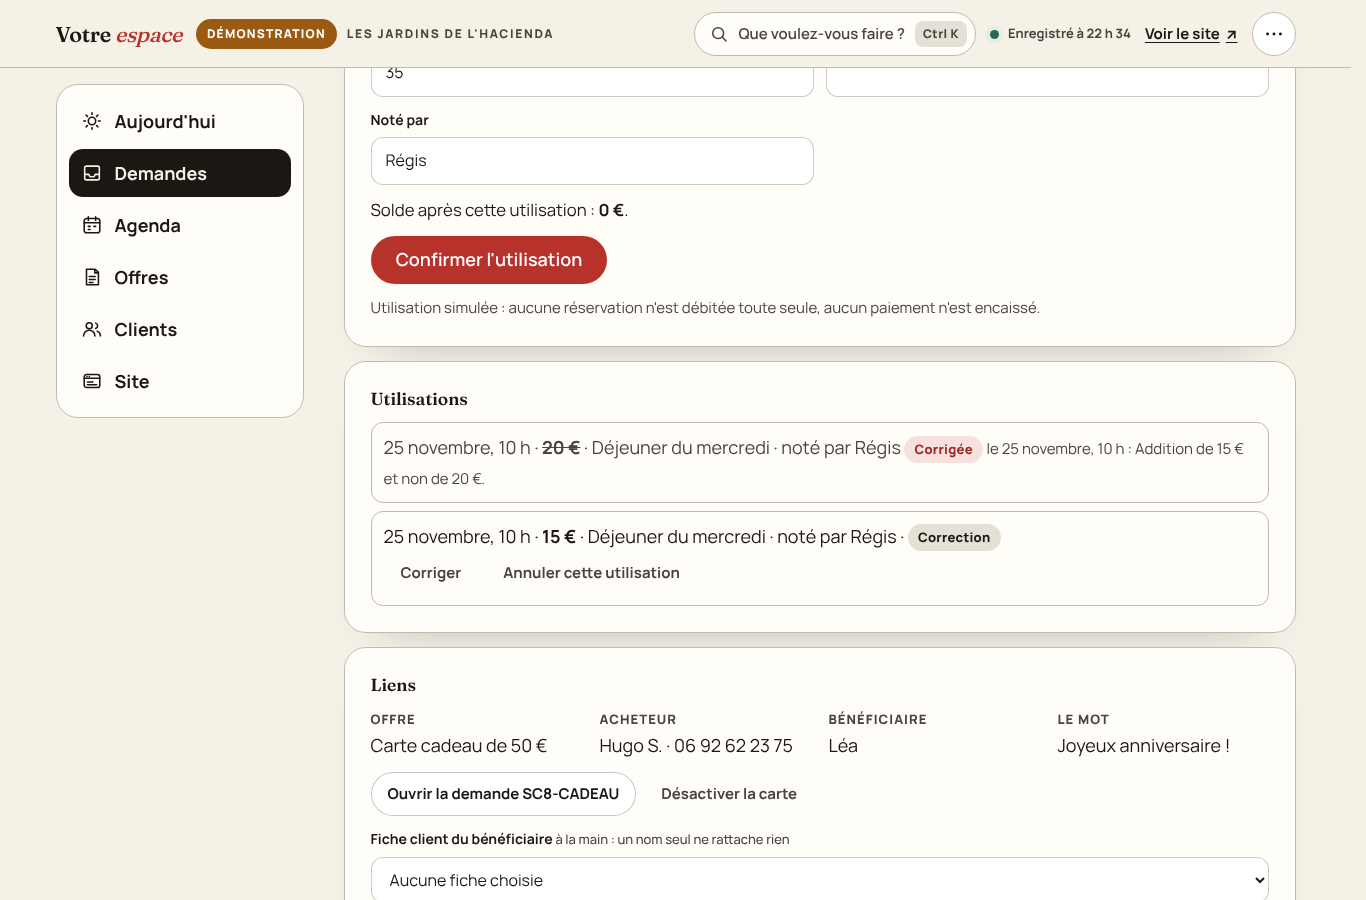 Votre espace DÉMONSTRATION LES JARDINS DE L'HACIENDA Que voulez-vous faire ? Ctrl K Enregistré à 22 h 34 Voir le site ↗ ...
Aujourd'hui
Demandes
Agenda
Offres
Clients
Site
35
Noté par
Régis
Solde après cette utilisation : 0 €.
Confirmer l'utilisation
Utilisation simulée : aucune réservation n'est débitée toute seule, aucun paiement n'est encaissé.
Utilisations
25 novembre, 10 h · 20 € · Déjeuner du mercredi · noté par Régis Corrigée le 25 novembre, 10 h : Addition de 15 €
et non de 20 €.
25 novembre, 10 h · 15 € · Déjeuner du mercredi · noté par Régis · Correction
Corriger Annuler cette utilisation
Liens
OFFRE ACHETEUR BÉNÉFICIAIRE LE MOT
Carte cadeau de 50 € Hugo S. · 06 92 62 23 75 Léa Joyeux anniversaire !
Ouvrir la demande SC8-CADEAU Désactiver la carte
Fiche client du bénéficiaire à la main : un nom seul ne rattache rien
Aucune fiche choisie